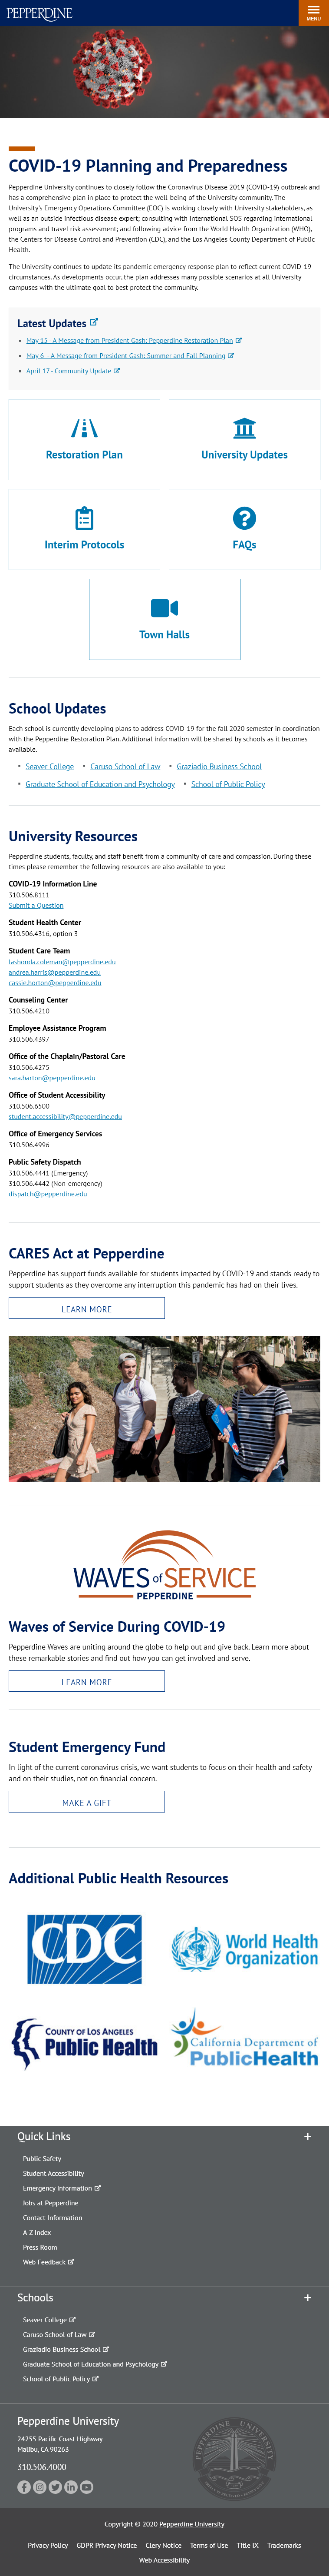 PEPPERDINE
MENU
COVID-19 Planning and Preparedness
Pepperdine University continues to closely follow the Coronavirus Disease 2019 (COVID-19) outbreak and
has a comprehensive plan in place to protect the well-being of the University community. The
University's Emergency Operations Committee (EOC) is working closely with University stakeholders, as
well as an outside infectious disease expert; consulting with International SOS regarding international
programs and travel risk assessments; and following advice from the World Health Organization (WHO),
the Centers for Disease Control and Prevention (CDC), and the Los Angeles County Department of Public
Health.
The University continues to update its pandemic emergency response plan to reflect current COVID-19
circumstances. As developments occur, the plan addresses many possible scenarios at all University
campuses with the ultimate goal to best protect the community.
Latest Updates
May 15 - A Message from President Gash: Pepperdine Restoration Plan
May 6 - A Message from President Gash: Summer and Fall Planning
April 17 - Community Update
Restoration Plan
University Updates
Interim Protocols
FAQs
Town Halls
School Updates
Each school is currently developing plans to address COVID-19 for the fall 2020 semester in coordination
with the Pepperdine Restoration Plan. Additional information will be shared by schools as it becomes
available.
Seaver College
Caruso School of Law
Graziadio Business School
Graduate School of Education and Psychology
School of Public Policy
University Resources
Pepperdine students, faculty, and staff benefit from a community of care and compassion. During these
times please remember the following resources are also available to you:
COVID-19 Information Line
310.506.8111
Submit a Question
Student Health Center
310.506.4316, option 3
Student Care Team
lashonda.coleman@pepperdine.edu
andrea.harris@pepperdine.edu
cassie.horton@pepperdine.edu
Counseling Center
310.506.4210
Employee Assistance Program
310.506.4397
Office of the Chaplain/Pastoral Care
310.506.4275
sara.barton@pepperdine.edu
Office of Student Accessibility
310.506.6500
student.accessibility@pepperdine.edu
Office of Emergency Services
310.506.4996
Public Safety Dispatch
310.506.4441 (Emergency)
310.506.4442 (Non-emergency)
dispatch@pepperdine.edu
CARES Act at Pepperdine
Pepperdine has support funds available for students impacted by COVID-19 and stands ready to
support students as they overcome any interruption this pandemic has had on their lives.
LEARN MORE
WAVES of SERVICE
PEPPERDINE
Waves of Service During COVID-19
Pepperdine Waves are uniting around the globe to help out and give back. Learn more about
these remarkable stories and find out how you can get involved and serve.
LEARN MORE
Student Emergency Fund
In light of the current coronavirus crisis, we want students to focus on their health and safety
and on their studies, not on financial concern.
MAKE A GIFT
Additional Public Health Resources
CDC
World Health
Organization
COUNTY OF LOS ANGELES
Public Health
California Department of
PublicHealth
Quick Links
Public Safety
Student Accessibility
Emergency Information
Jobs at Pepperdine
Contact Information
A-Z Index
Press Room
Web Feedback
Schools
Seaver College
Caruso School of Law
Graziadio Business School
Graduate School of Education and Psychology
School of Public Policy
Pepperdine University
24255 Pacific Coast Highway
Malibu, CA 90263
310.506.4000
Copyright © 2020 Pepperdine University
Privacy Policy
GDPR Privacy Notice
Clery Notice
Terms of Use
Title IX
Trademarks
Web Accessibility